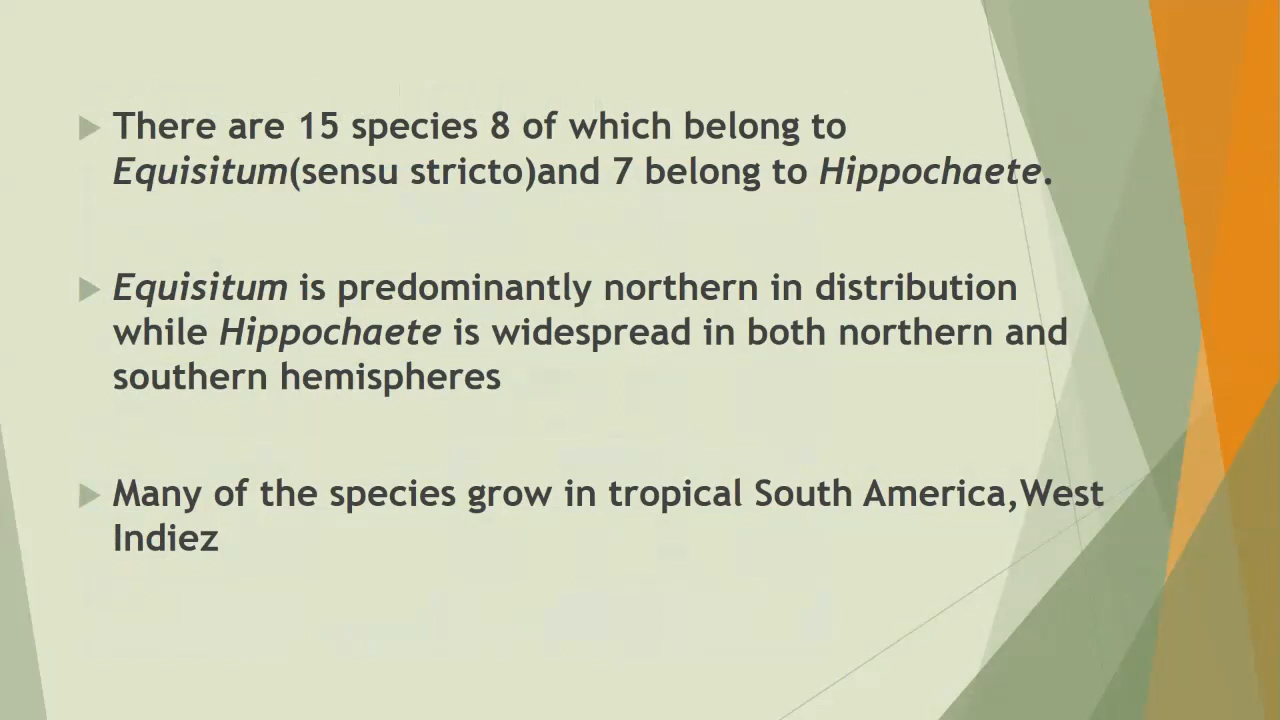 There are 15 species 8 of which belong to
Equisitum(sensu stricto)and 7 belong to Hippochaete.
Equisitum is predominantly northern in distribution
while Hippochaete is widespread in both northern and
southern hemispheres
Many of the species grow in tropical South America,West
Indiez